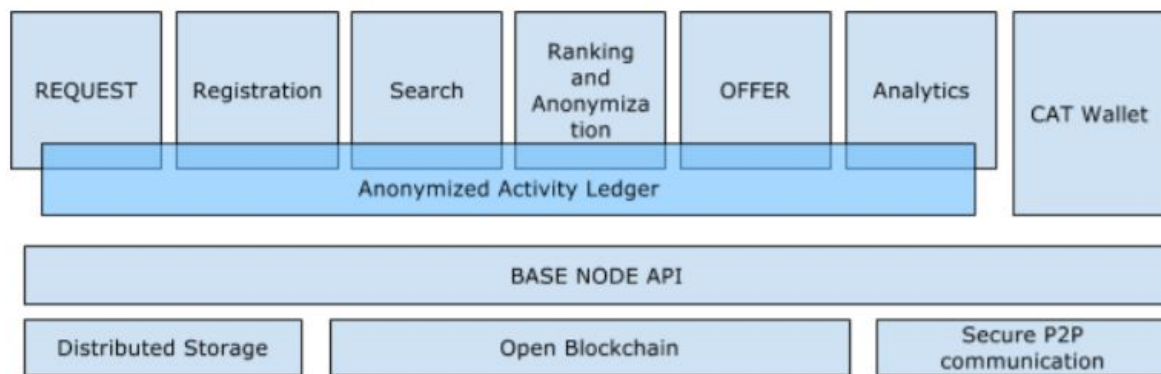 REQUEST
Registration
Search
Ranking
and
Anonymiza
tion
OFFER
Analytics
CAT Wallet
Anonymized Activity Ledger
BASE NODE API
Distributed Storage
Open Blockchain
Secure P2P
communication